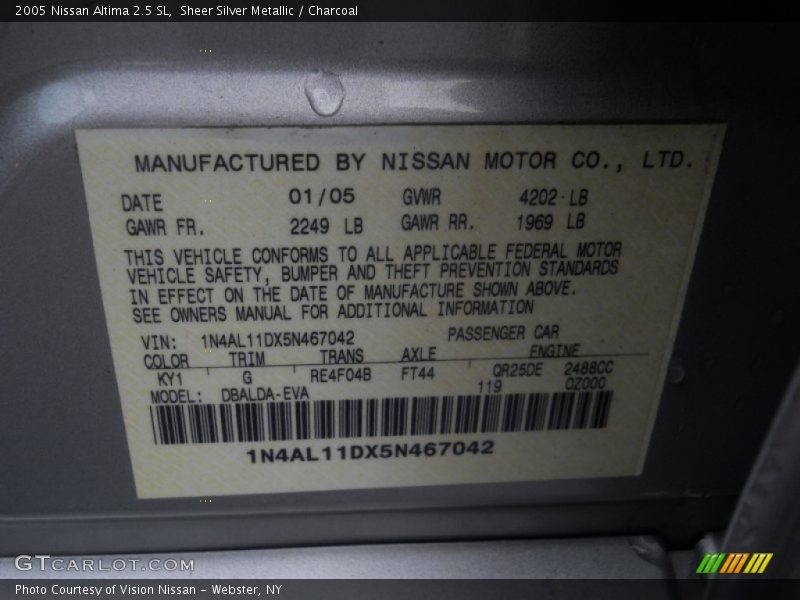 2005 Nissan Altima 2.5 SL,  Sheer Silver Metallic / Charcoal
MANUFACTURED BY NISSAN MOTOR CO., LTD.
DATE 01/05 GVWR 4202 LB
GAWR FR. 2249 LB GAWR RR. 1969 LB
THIS VEHICLE CONFORMS TO ALL APPLICABLE FEDERAL MOTOR
VEHICLE SAFETY, BUMPER AND THEFT PREVENTION STANDARDS
IN EFFECT ON THE DATE OF MANUFACTURE SHOWN ABOVE.
SEE OWNERS MANUAL FOR ADDITIONAL INFORMATION
VIN: 1N4AL11DX5N467042 PASSENGER CAR
COLOR TRIM TRANS AXLE ENGINE
KY1 G RE4F04B FT44 QR25DE 2488CC
MODEL: DBALDA-EVA 119 0Z000
1N4AL11DX5N467042
GTCARLOT.COM
Photo Courtesy of Vision Nissan - Webster, NY